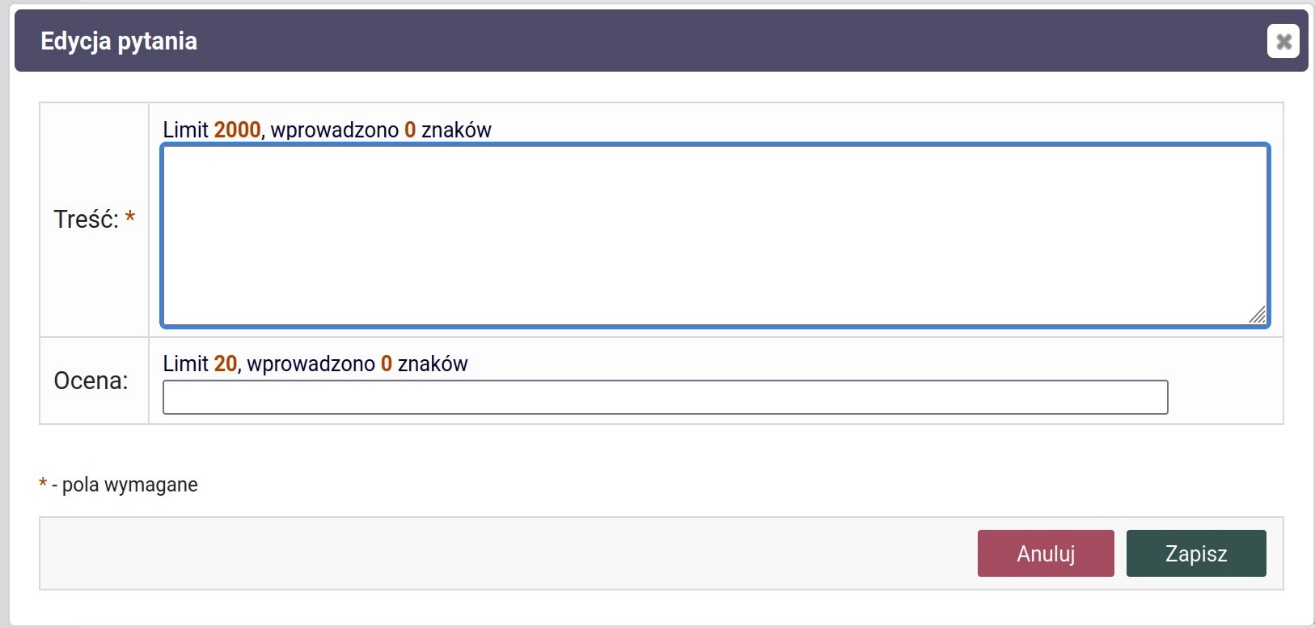 Edycja pytania
Limit 2000, wprowadzono 0 znaków
Treść: *
Limit 20, wprowadzono 0 znaków
Ocena:
* - pola wymagane
Anuluj Zapisz